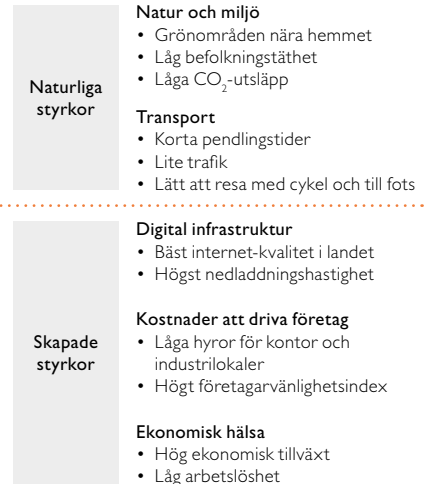 Naturliga
styrkor
Natur och miljö
• Grönområden nära hemmet
• Låg befolkningstäthet
• Låga CO2-utsläpp
Transport
• Korta pendlingstider
• Lite trafik
• Lätt att resa med cykel och till fots
Skapade
styrkor
Digital infrastruktur
• Bäst internet-kvalitet i landet
• Högst nedladdningshastighet
Kostnader att driva företag
• Låga hyror för kontor och
industrilokaler
• Högt företagarvänlighetsindex
Ekonomisk hälsa
• Hög ekonomisk tillväxt
• Låg arbetslöshet